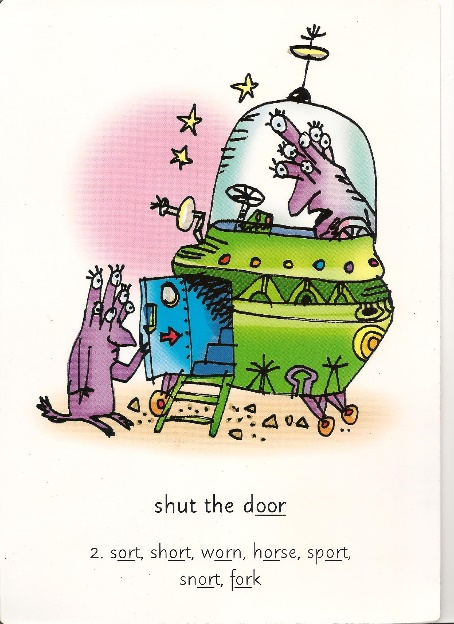 shut the door
2. sort, short, worn, horse, sport,
snort, fork